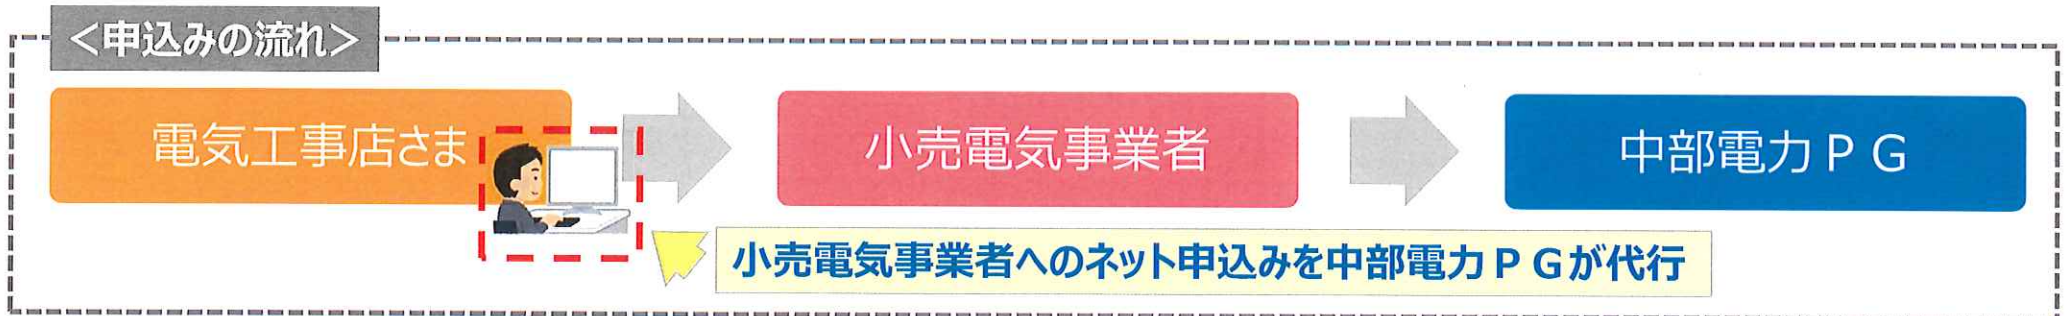 ＜申込みの流れ＞
電気工事店さま
小売電気事業者
中部電力ＰＧ
小売電気事業者へのネット申込みを中部電力ＰＧが代行